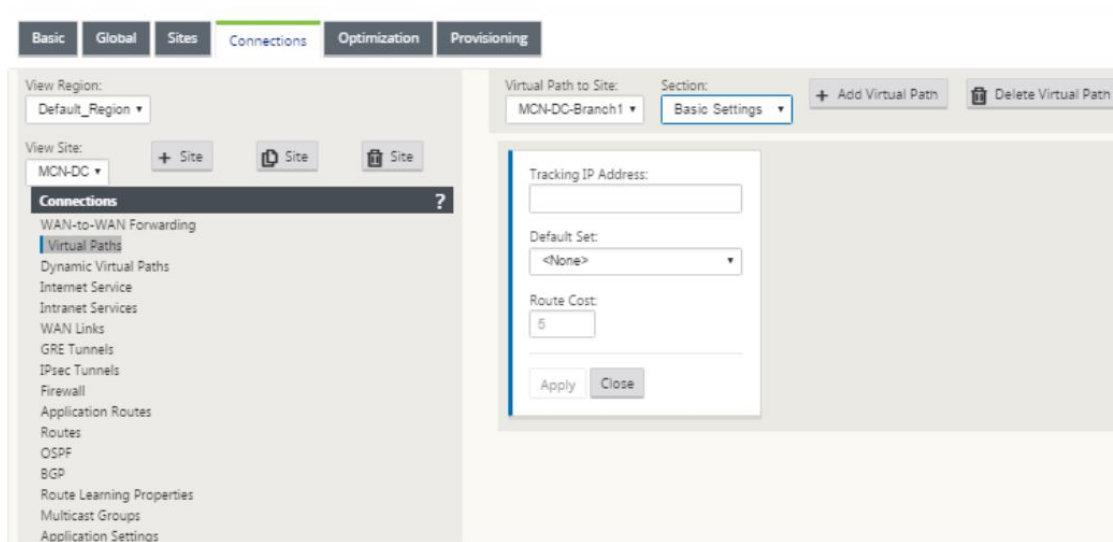 Basic Global Sites Connections Optimization Provisioning
View Region:
Default_Region
View Site:
MCN-DC + Site Site Site
Connections ?
WAN-to-WAN Forwarding
Virtual Paths
Dynamic Virtual Paths
Internet Service
Intranet Services
WAN Links
GRE Tunnels
IPsec Tunnels
Firewall
Application Routes
Routes
OSPF
BGP
Route Learning Properties
Multicast Groups
Application Settings
Virtual Path to Site: Section:
MCN-DC-Branch1 Basic Settings + Add Virtual Path Delete Virtual Path
Tracking IP Address:
Default Set:
<None>
Route Cost:
5
Apply Close